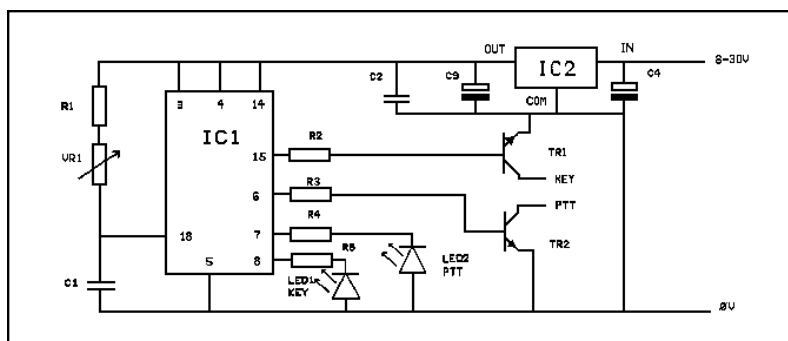 OUT
IN
8-30V
IC2
C2
C9
C4
COM
R1
3
4
14
IC1
R2
TR1
15
VR1
KEY
R3
6
PTT
R4
TR2
18
7
R5
LED2
PTT
5
8
LED1
KEY
C1
0V